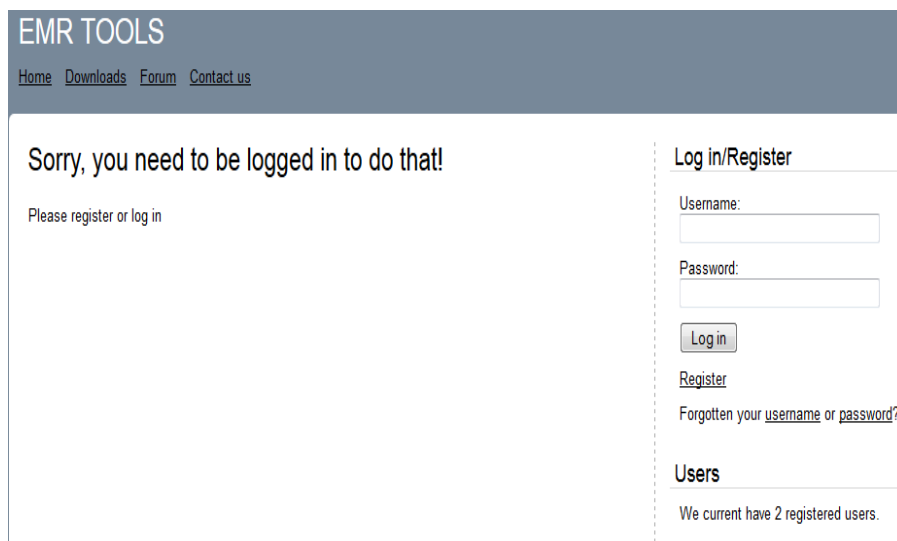 EMR TOOLS
Home Downloads Forum Contact us
Sorry, you need to be logged in to do that!
Please register or log in
Log in/Register
Username:
Password:
Log in
Register
Forgotten your username or password?
Users
We current have 2 registered users.